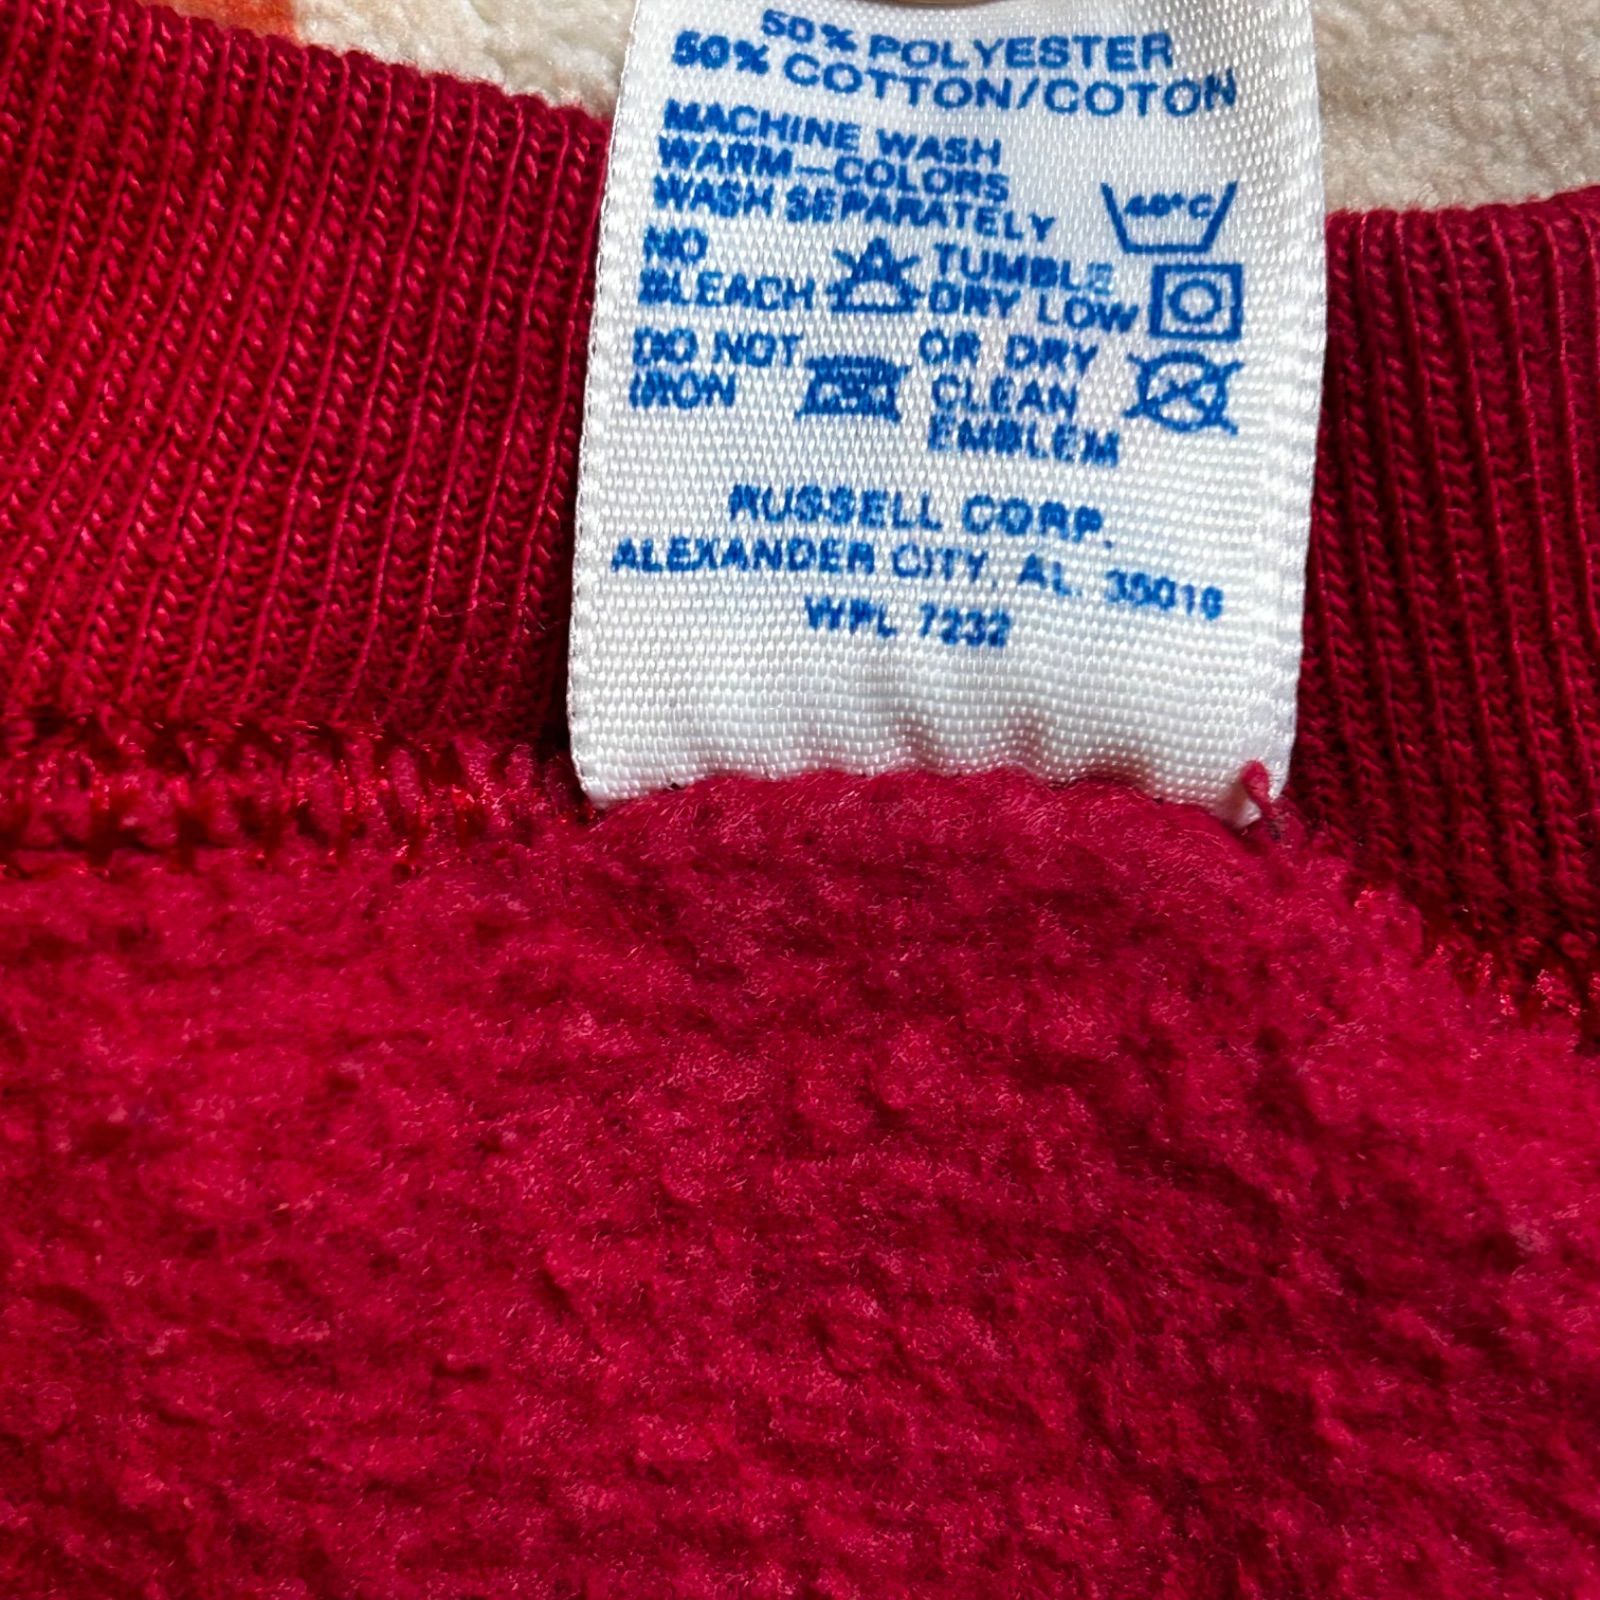 50% POLYESTER
50% COTTON/COTON
MACHINE WASH
WARM—COLORS
WASH SEPARATELY
40°C
NO
BLEACH
TUMBLE
DRY LOW
DO NOT
IRON
OR DRY
CLEAN
EMBLEM
RUSSELL CORP.
ALEXANDER CITY, AL. 35010
WPL 7232